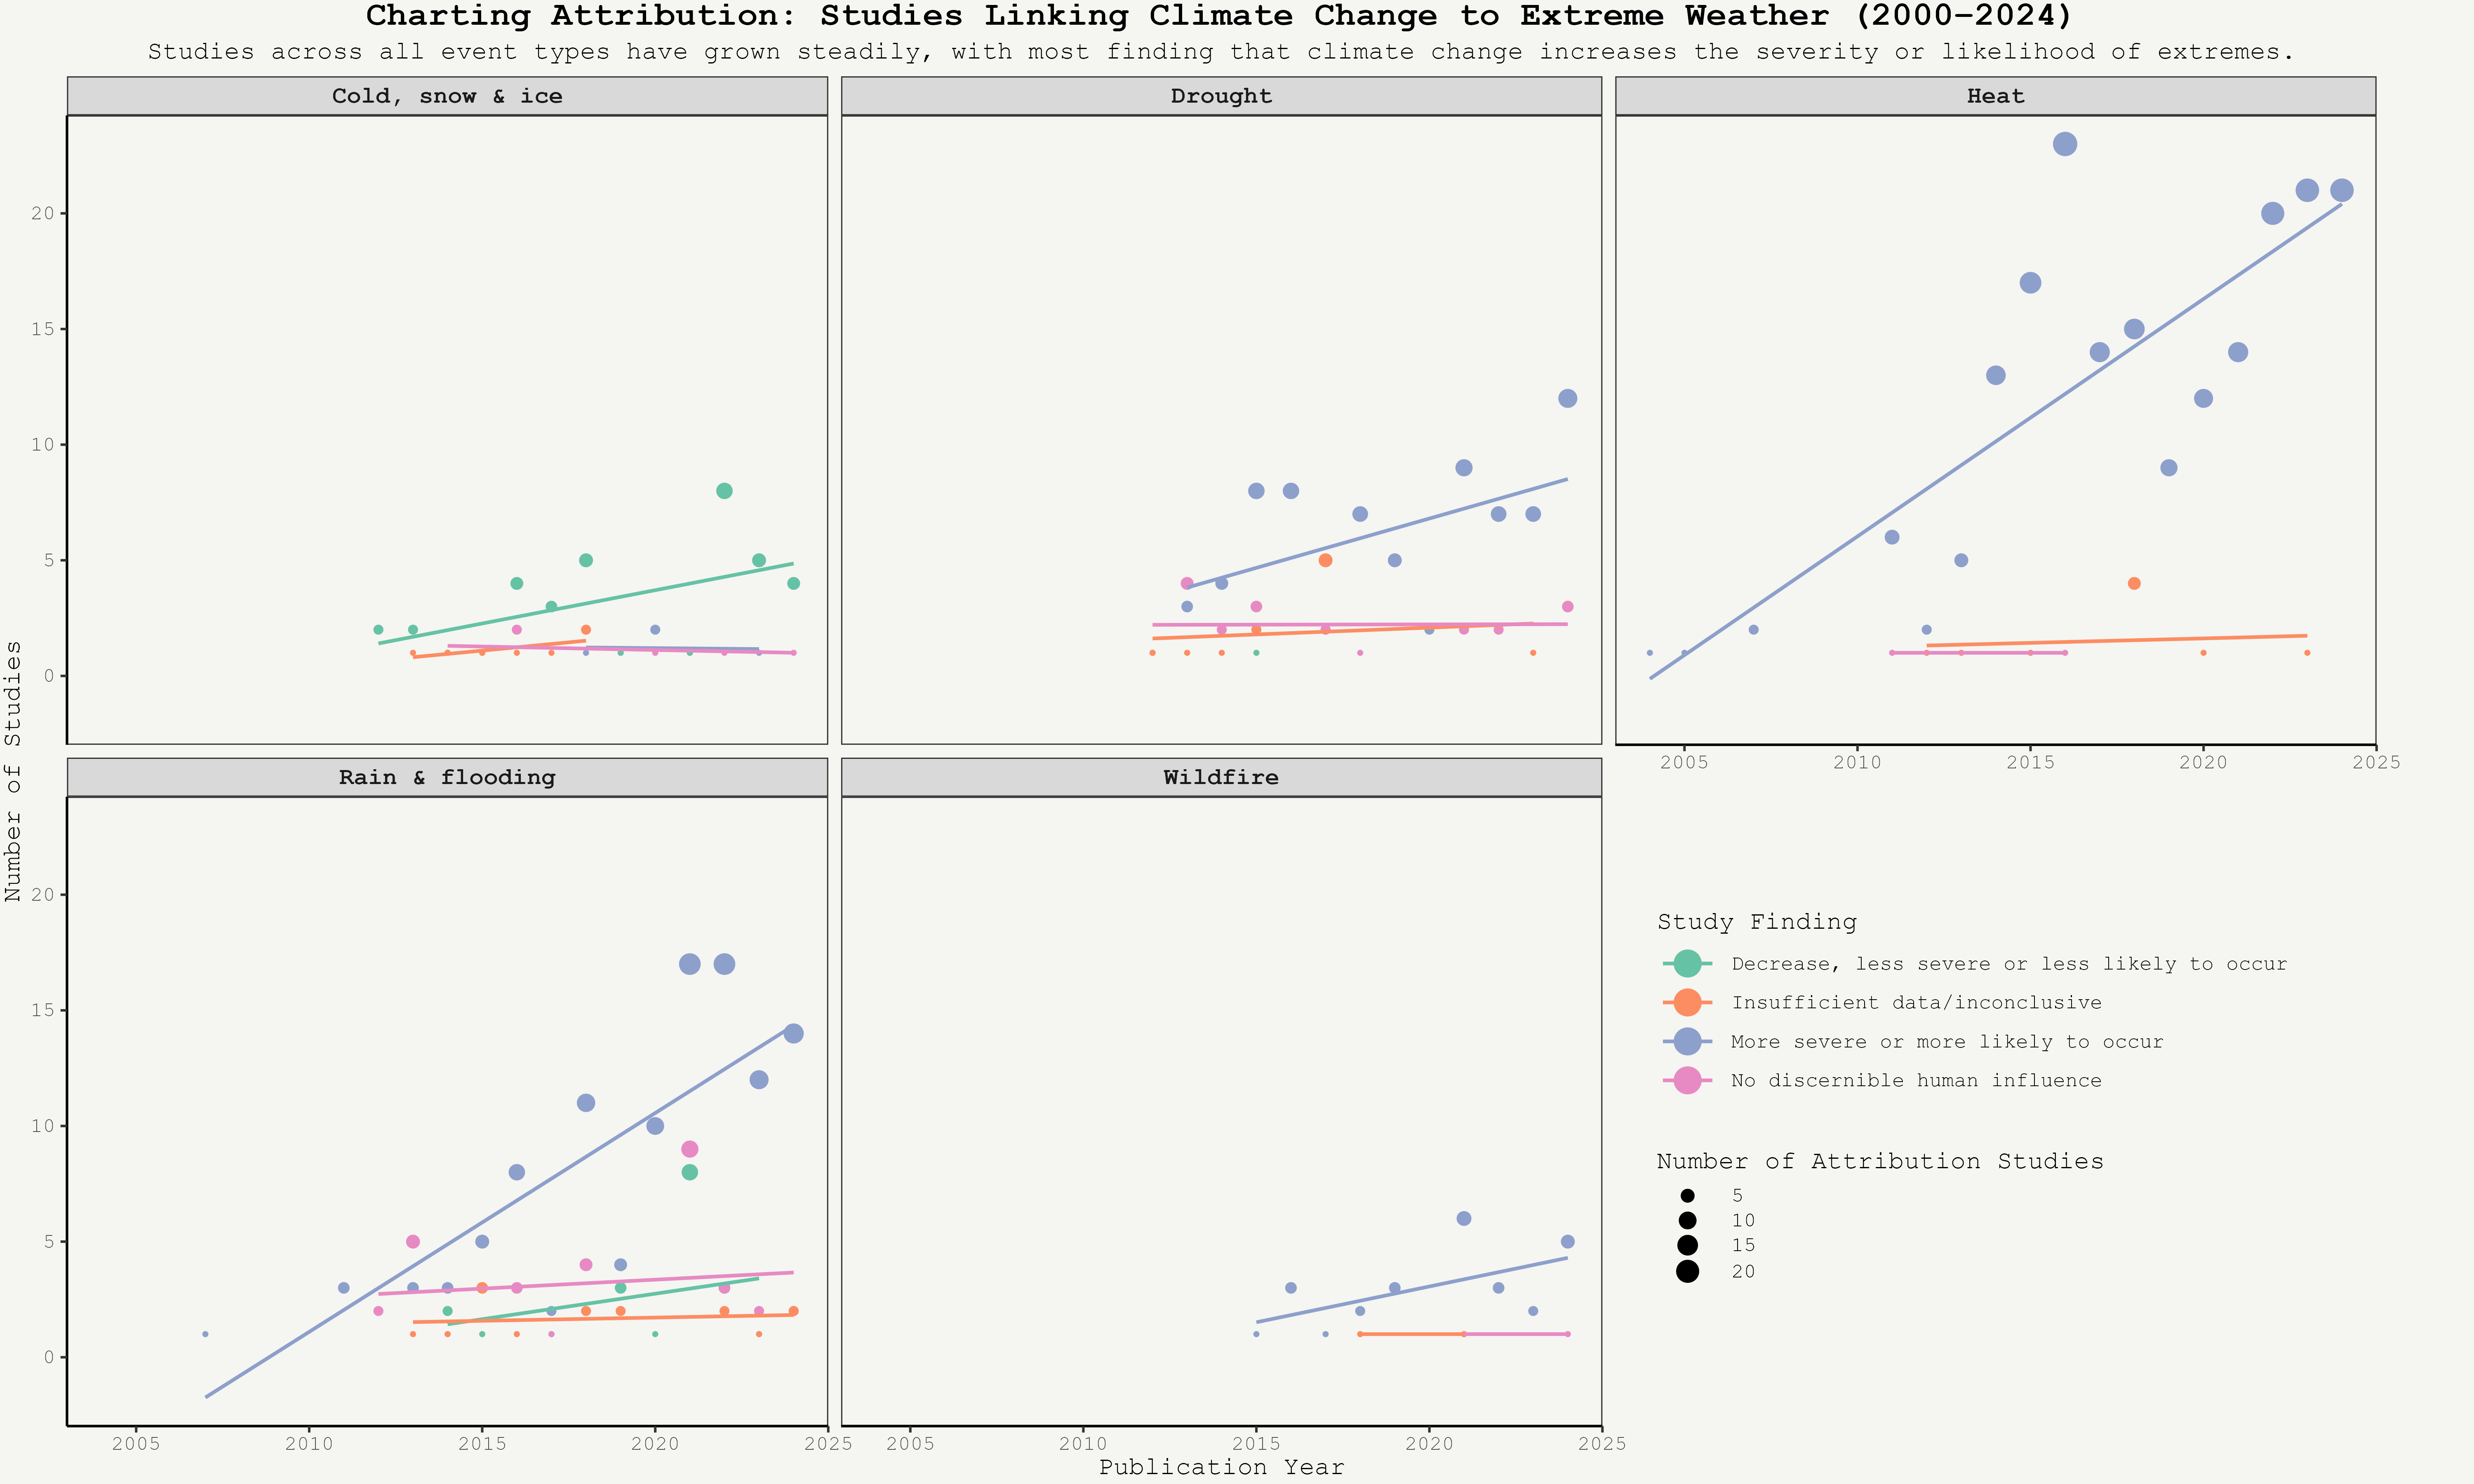 Charting Attribution: Studies Linking Climate Change to Extreme Weather (2000–2024)
Studies across all event types have grown steadily, with most finding that climate change increases the severity or likelihood of extremes.
Cold, snow & ice
Drought
Heat
20
15
10
5
0
2005
2010
2015
2020
2025
Number of Studies
Rain & flooding
Wildfire
20
15
10
5
0
2005
2010
2015
2020
2025
2005
2010
2015
2020
2025
Publication Year
Study Finding
Decrease, less severe or less likely to occur
Insufficient data/inconclusive
More severe or more likely to occur
No discernible human influence
Number of Attribution Studies
5
10
15
20